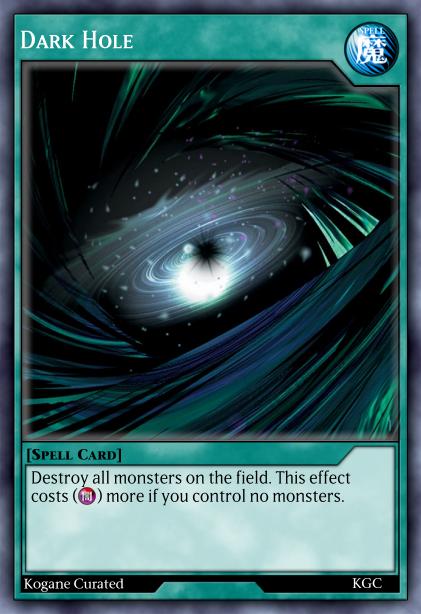 Dark Hole
SPELL
魔
[Spell Card]
Destroy all monsters on the field. This effect
costs (闇) more if you control no monsters.
Kogane Curated
KGC